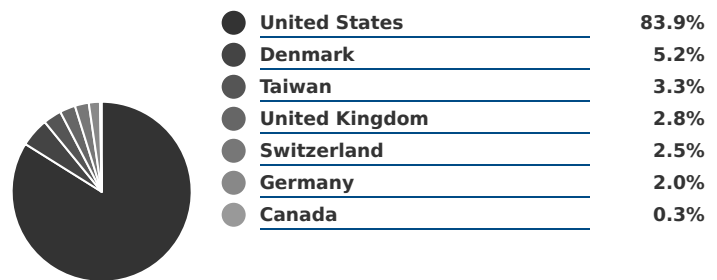 United States 83.9%
Denmark 5.2%
Taiwan 3.3%
United Kingdom 2.8%
Switzerland 2.5%
Germany 2.0%
Canada 0.3%